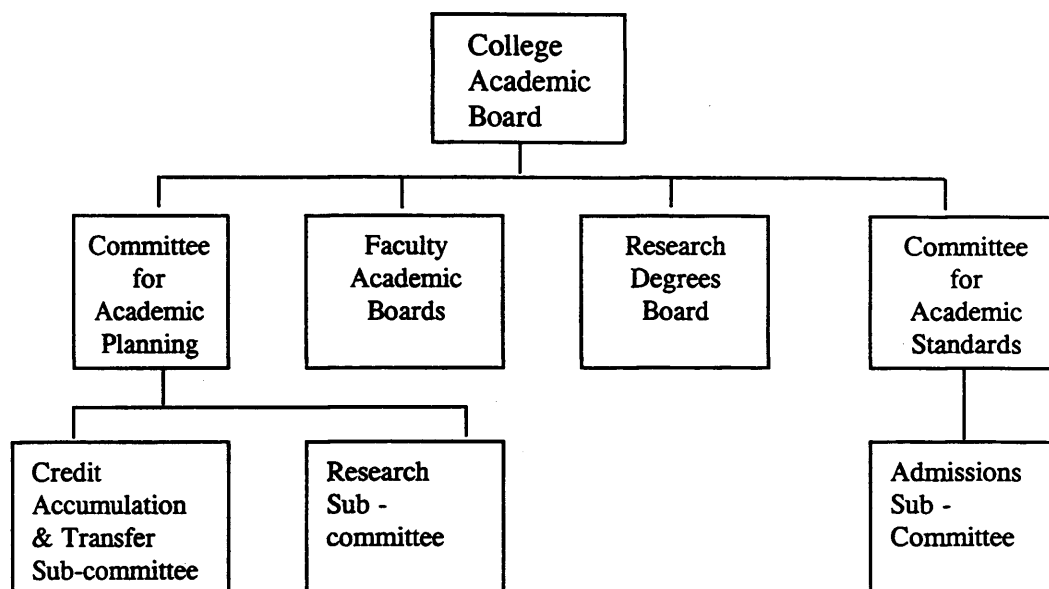 College
Academic
Board
Committee
for
Academic
Planning
Faculty
Academic
Boards
Research
Degrees
Board
Committee
for
Academic
Standards
Credit
Accumulation
& Transfer
Sub-committee
Research
Sub -
committee
Admissions
Sub -
Committee